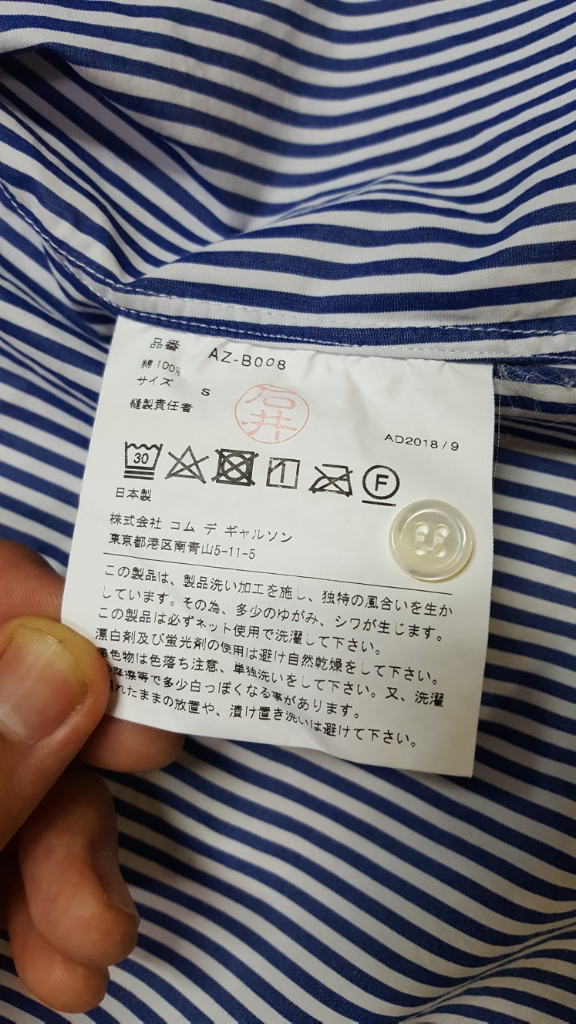 品番 AZ-B008
綿 100%
サイズ S
縫製責任者
石井
AD2018/9
30
F
日本製
株式会社 コム デ ギャルソン
東京都港区南青山5-11-5
この製品は、製品洗い加工を施し、独特の風合いを生か
しています。その為、多少のゆがみ、シワが生じます。
この製品は必ずネット使用で洗濯して下さい。
漂白剤及び蛍光剤の使用は避け自然乾燥をして下さい。
色物は色落ち注意、単独洗いをして下さい。又、洗濯
摩擦等で多少白っぽくなる事があります。
れたままの放置や、漬け置き洗いは避けて下さい。